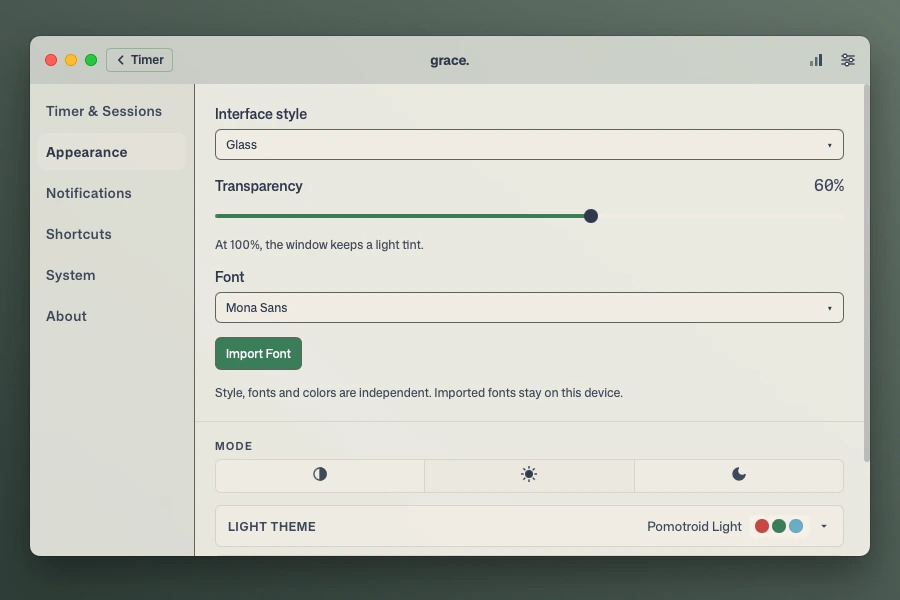 Timer
grace.
Timer & Sessions
Appearance
Notifications
Shortcuts
System
About
Interface style
Glass
Transparency
60%
At 100%, the window keeps a light tint.
Font
Mona Sans
Import Font
Style, fonts and colors are independent. Imported fonts stay on this device.
MODE
LIGHT THEME
Pomotroid Light